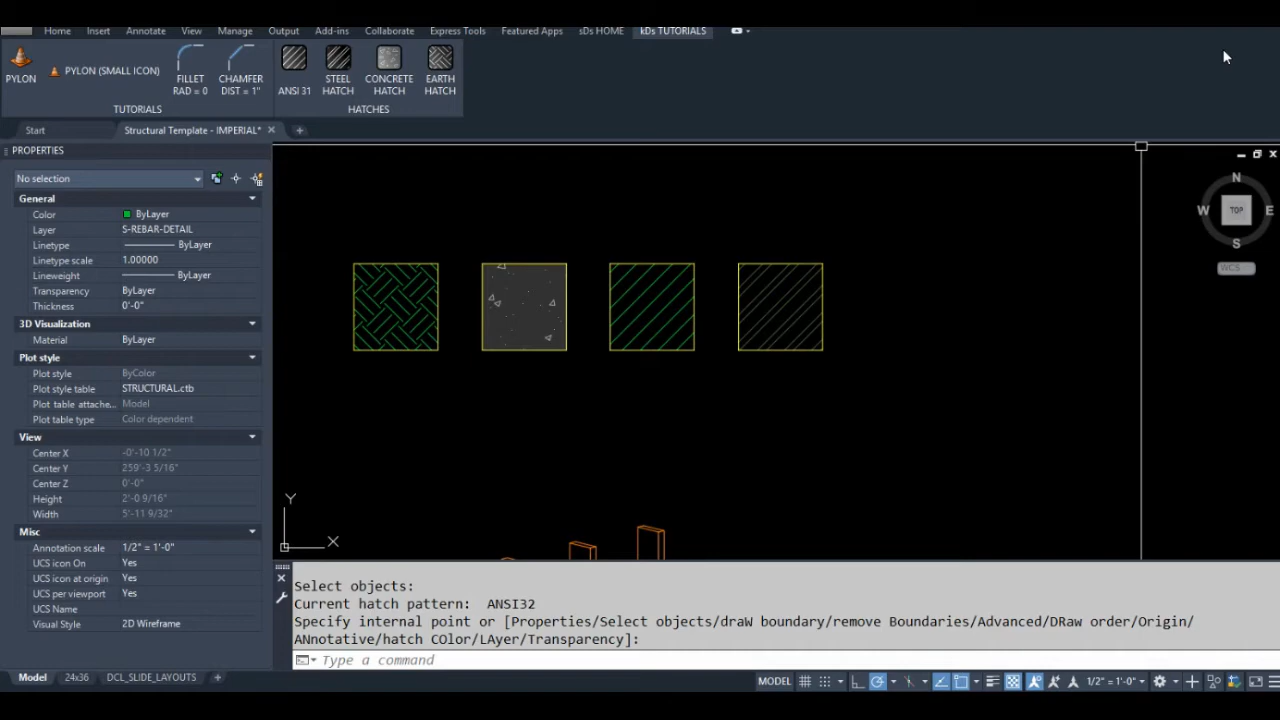 Home Insert Annotate View Manage Output Add-ins Collaborate Express Tools Featured Apps sDs HOME kDs TUTORIALS
PYLON
PYLON (SMALL ICON)
FILLET
RAD = 0
CHAMFER
DIST = 1"
ANSI 31
STEEL
HATCH
CONCRETE
HATCH
EARTH
HATCH
TUTORIALS
HATCHES
Start
Structural Template - IMPERIAL*
PROPERTIES
No selection
General
Color ByLayer
Layer S-REBAR-DETAIL
Linetype ByLayer
Linetype scale 1.00000
Lineweight ByLayer
Transparency ByLayer
Thickness 0'-0"
3D Visualization
Material ByLayer
Plot style
Plot style ByColor
Plot style table STRUCTURAL.ctb
Plot table attache... Model
Plot table type Color dependent
View
Center X -0'-10 1/2"
Center Y 259'-3 5/16"
Center Z 0'-0"
Height 2'-0 9/16"
Width 5'-11 9/32"
Misc
Annotation scale 1/2" = 1'-0"
UCS icon On Yes
UCS icon at origin Yes
UCS per viewport Yes
UCS Name
Visual Style 2D Wireframe
N
W TOP E
S
WCS
Y
X
Select objects:
Current hatch pattern: ANSI32
Specify internal point or [Properties/Select objects/draW boundary/remove Boundaries/Advanced/DRaw order/Origin/
ANnotative/hatch COlor/LAyer/Transparency]:
Type a command
Model 24x36 DCL_SLIDE_LAYOUTS
MODEL
1/2" = 1'-0"